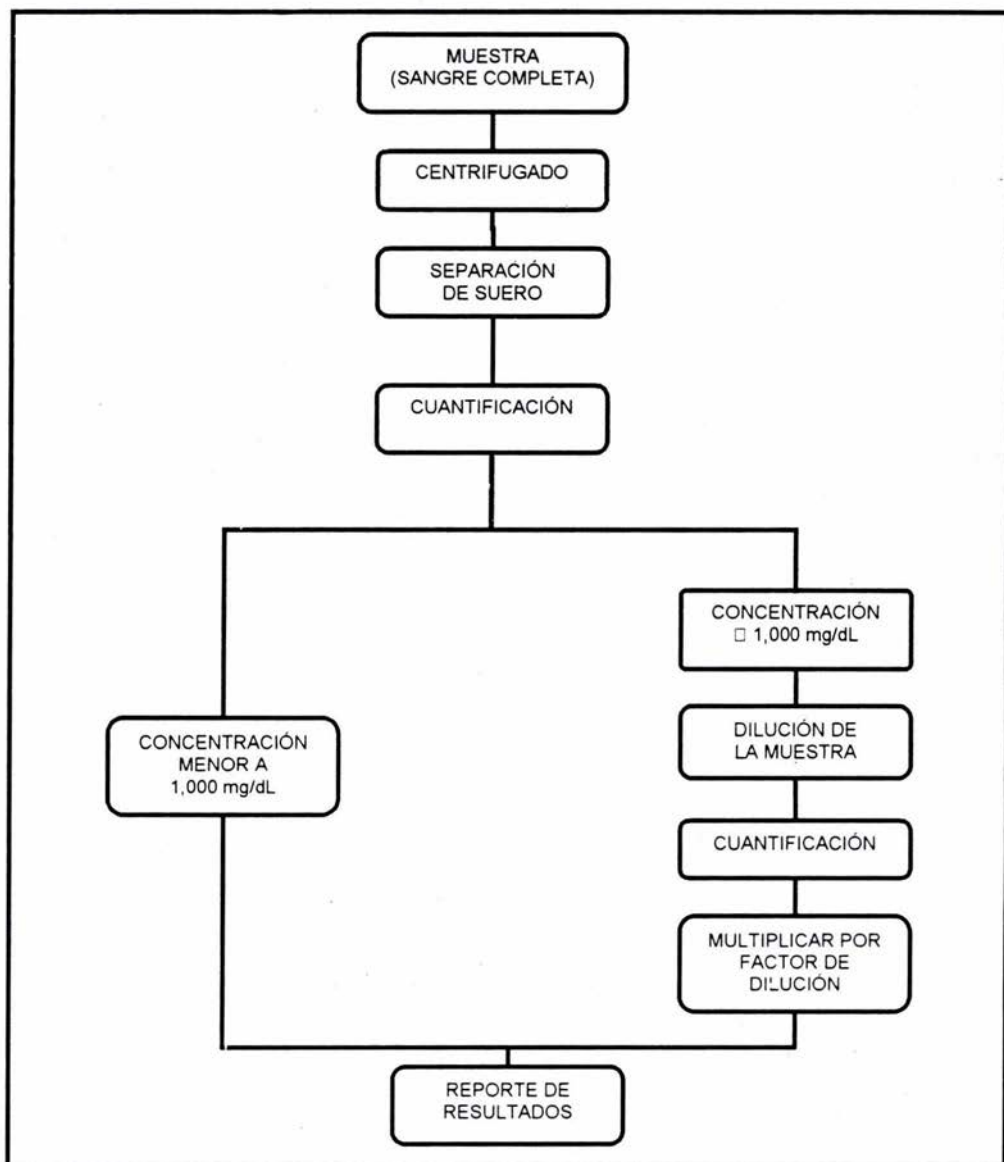 MUESTRA
(SANGRE COMPLETA)
CENTRIFUGADO
SEPARACIÓN
DE SUERO
CUANTIFICACIÓN
CONCENTRACIÓN
MENOR A
1,000 mg/dL
CONCENTRACIÓN
□ 1,000 mg/dL
DILUCIÓN DE
LA MUESTRA
CUANTIFICACIÓN
MULTIPLICAR POR
FACTOR DE
DILUCIÓN
REPORTE DE
RESULTADOS